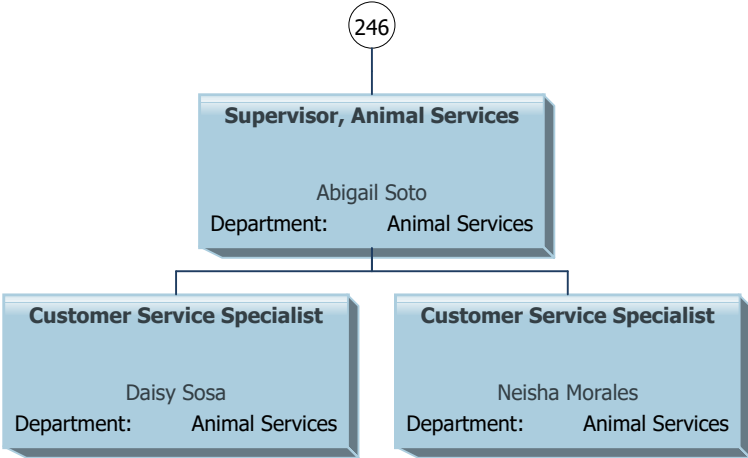 246
Supervisor, Animal Services
Abigail Soto
Department: Animal Services
Customer Service Specialist
Daisy Sosa
Department: Animal Services
Customer Service Specialist
Neisha Morales
Department: Animal Services